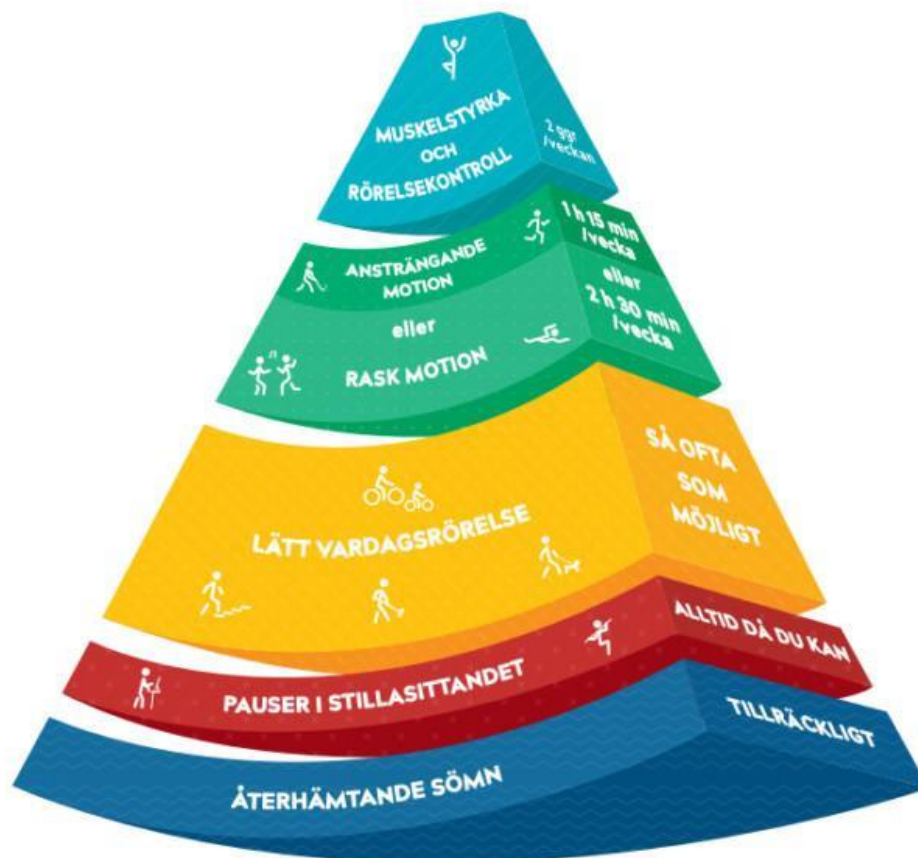 MUSKELSTYRKA
OCH
RÖRELSEKONTROLL
2 ggr
/veckan
ANSTRÄNGANDE
MOTION
1 h 15 min
/vecka
eller
RASK MOTION
eller
2 h 30 min
/vecka
LÄTT VARDAGSRÖRELSE
SÅ OFTA
SOM
MÖJLIGT
PAUSER I STILLASITTANDET
ALLTID DÅ DU KAN
ÅTERHÄMTANDE SÖMN
TILLRÄCKLIGT